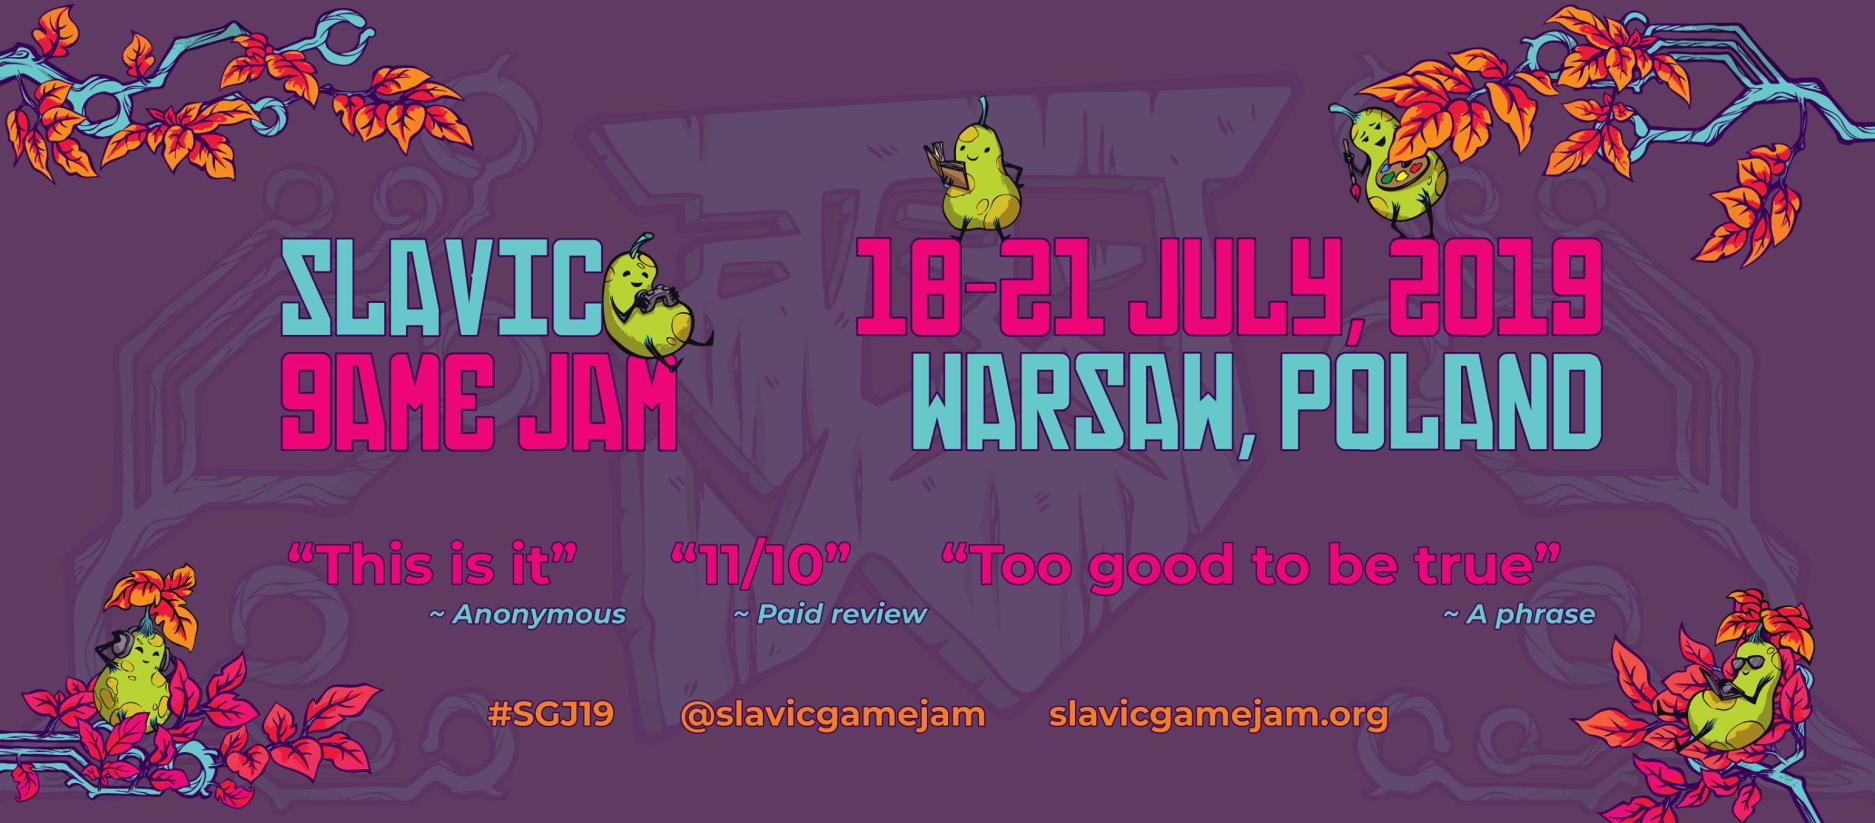 SLAVIC
GAME JAM
18-21 JULY, 2019
WARSAW, POLAND
“This is it”
~ Anonymous
“11/10”
~ Paid review
“Too good to be true”
~ A phrase
#SGJ19
@slavicgamejam
slavicgamejam.org